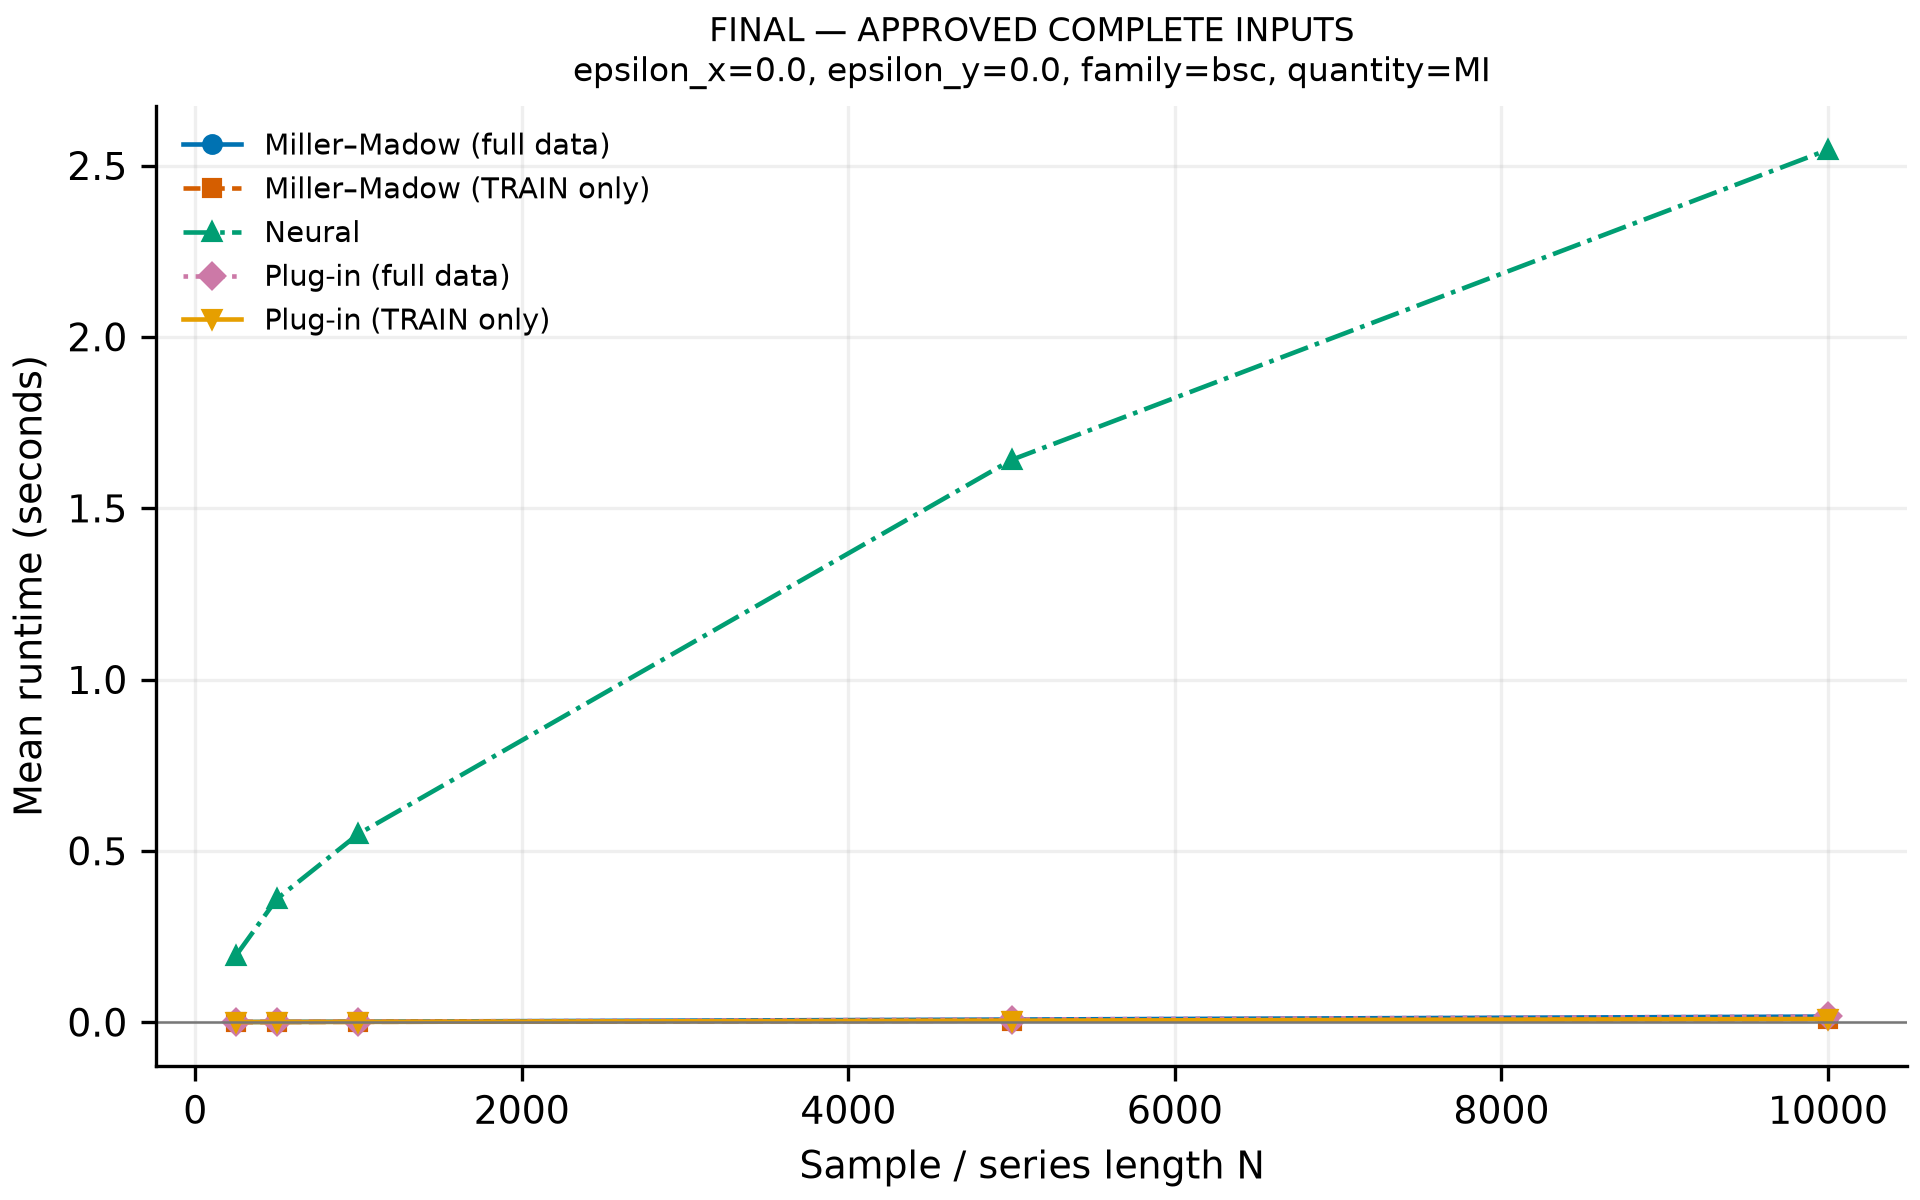 FINAL — APPROVED COMPLETE INPUTS
epsilon_x=0.0, epsilon_y=0.0, family=bsc, quantity=MI
Miller–Madow (full data)
Miller–Madow (TRAIN only)
Neural
Plug-in (full data)
Plug-in (TRAIN only)
Mean runtime (seconds)
2.5
2.0
1.5
1.0
0.5
0.0
0 2000 4000 6000 8000 10000
Sample / series length N